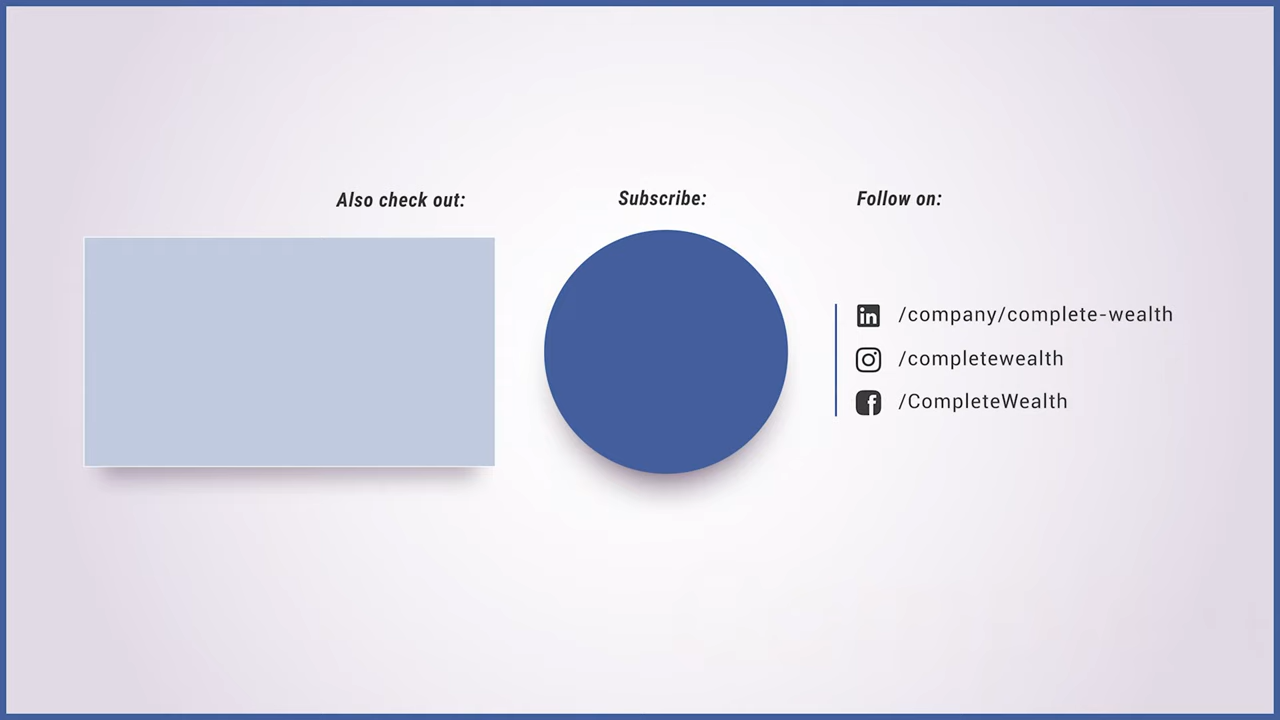 Also check out:
Subscribe:
Follow on:
/company/complete-wealth
/completewealth
/CompleteWealth